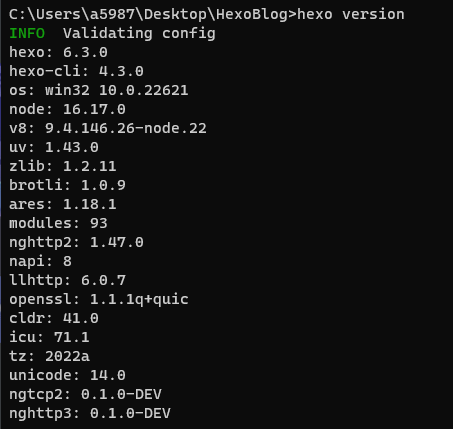 C:\Users\a5987\Desktop\HexoBlog>hexo version
INFO  Validating config
hexo: 6.3.0
hexo-cli: 4.3.0
os: win32 10.0.22621
node: 16.17.0
v8: 9.4.146.26-node.22
uv: 1.43.0
zlib: 1.2.11
brotli: 1.0.9
ares: 1.18.1
modules: 93
nghttp2: 1.47.0
napi: 8
llhttp: 6.0.7
openssl: 1.1.1q+quic
cldr: 41.0
icu: 71.1
tz: 2022a
unicode: 14.0
ngtcp2: 0.1.0-DEV
nghttp3: 0.1.0-DEV